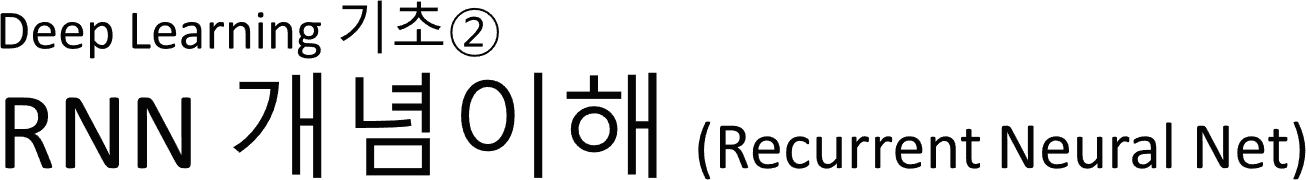 Deep Learning 기초②
RNN 개념이해 (Recurrent Neural Net)